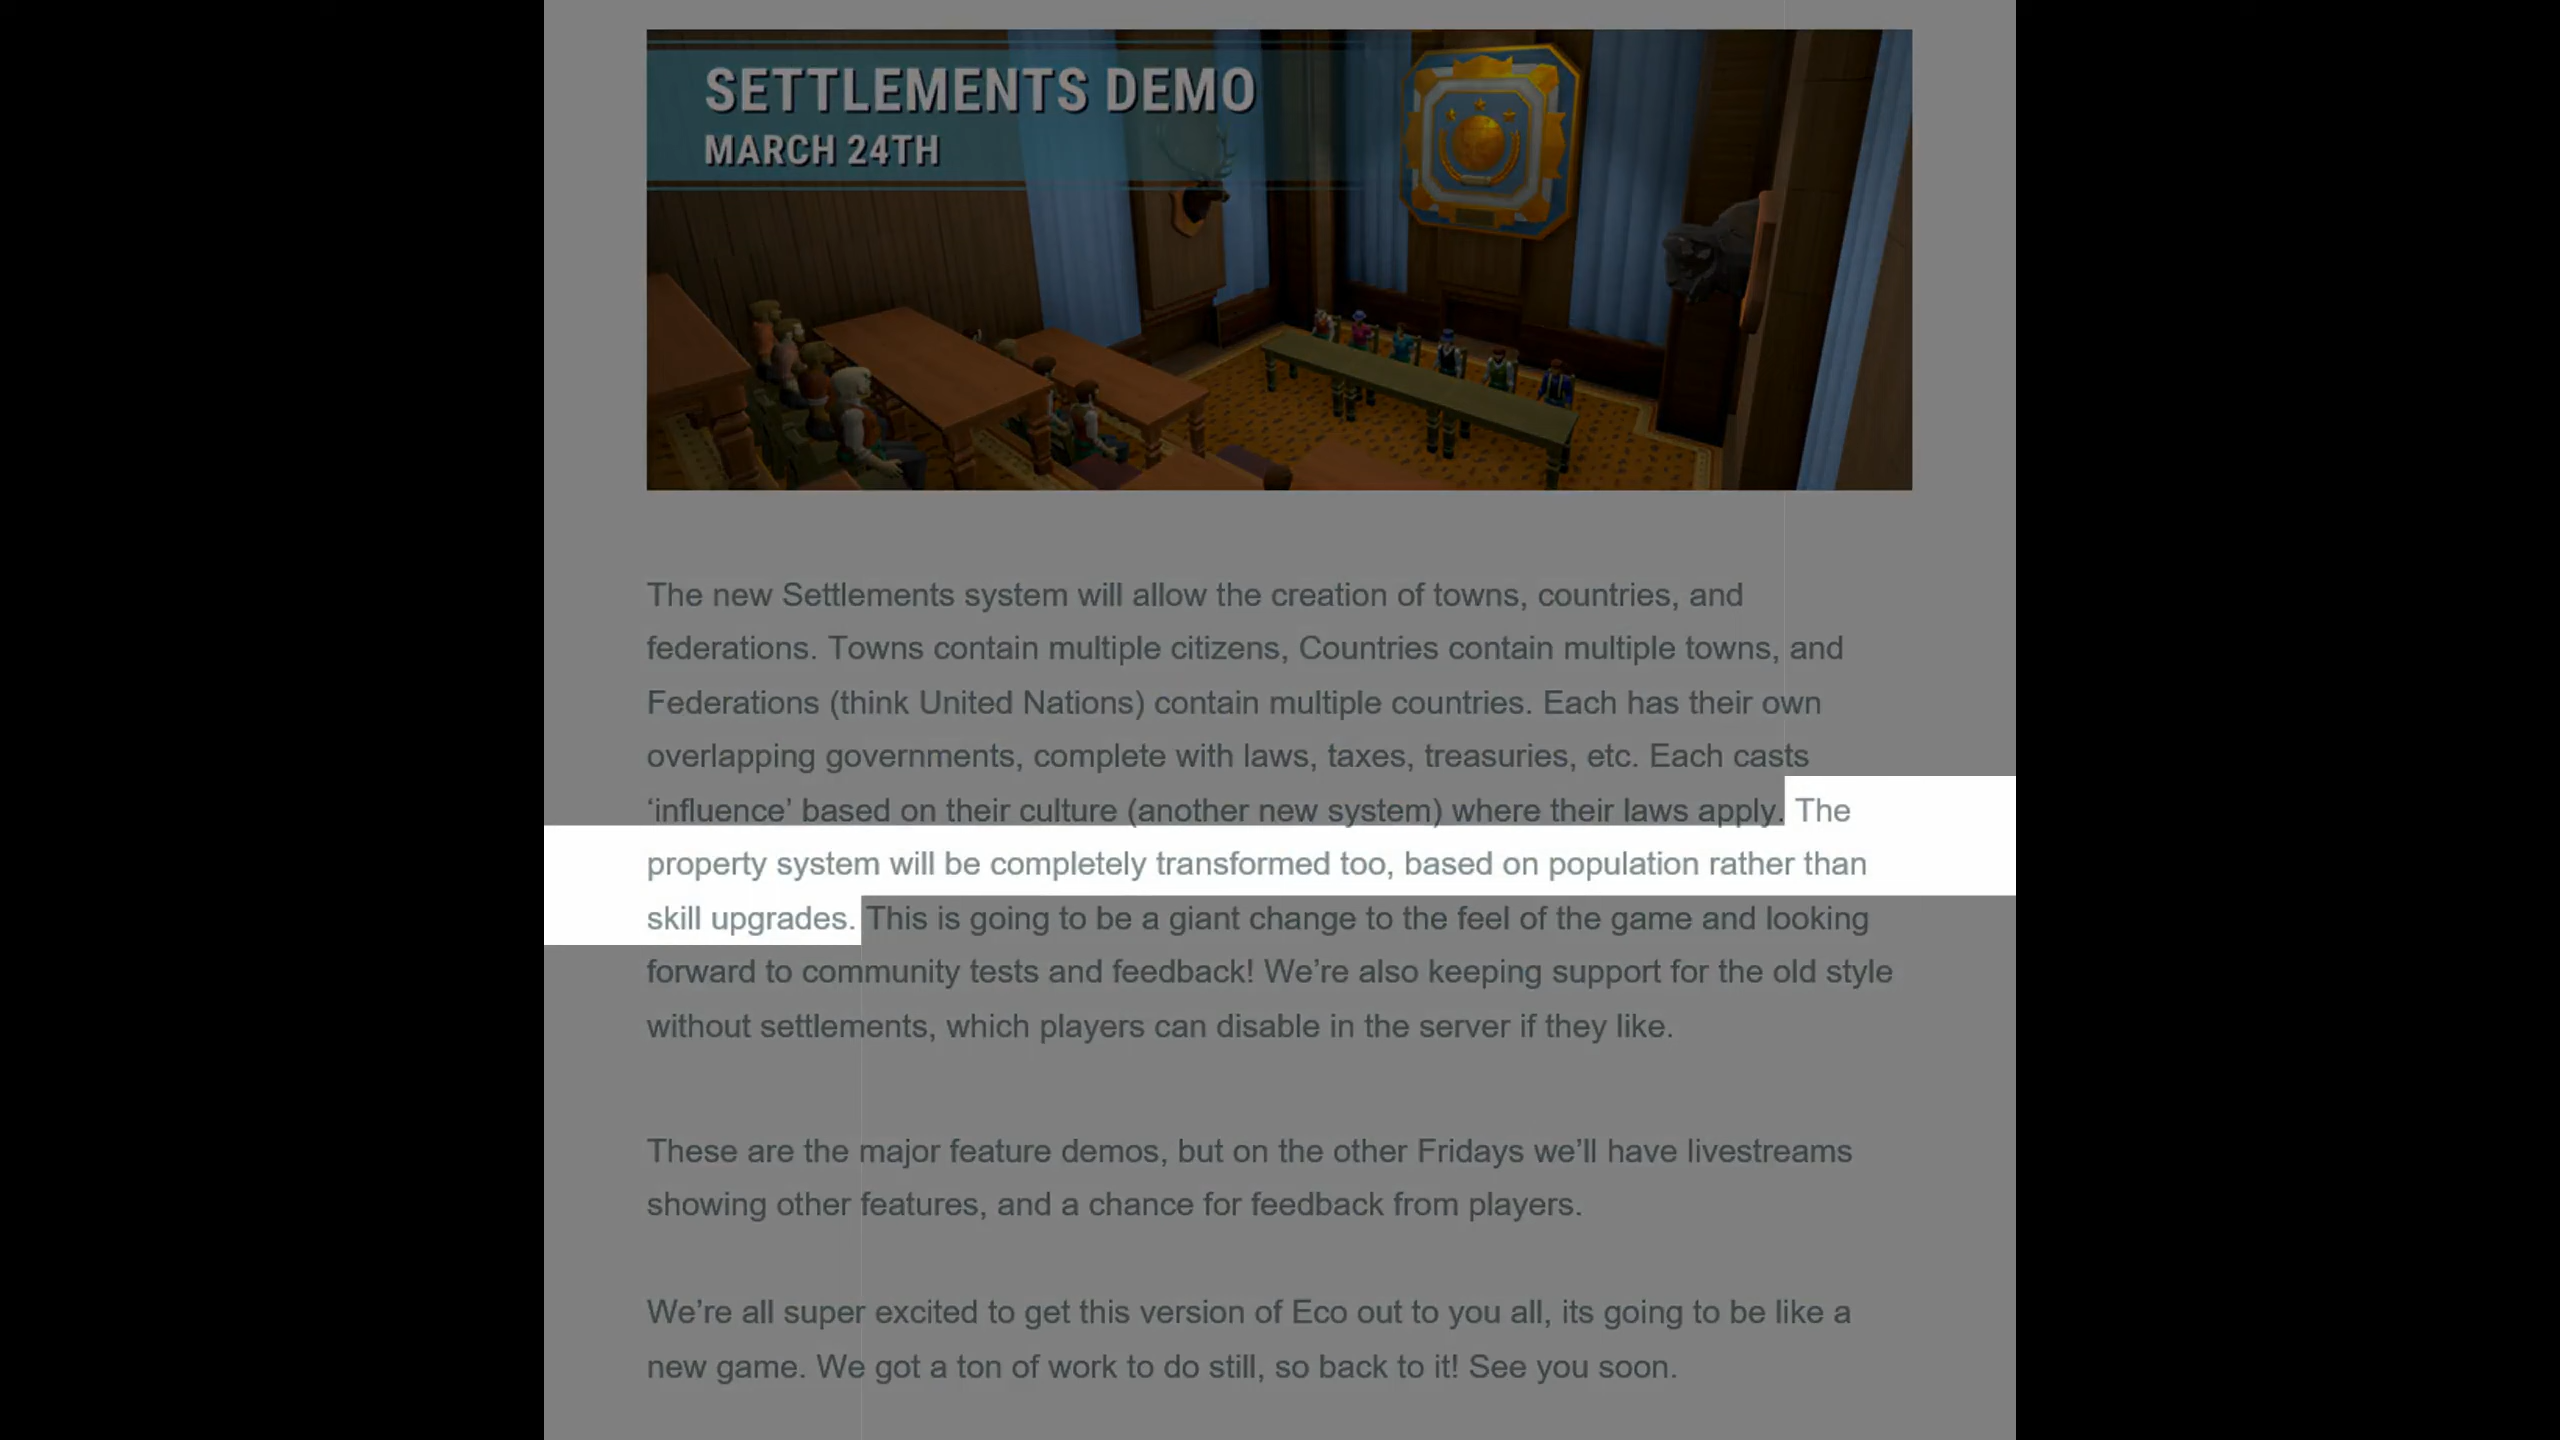 SETTLEMENTS DEMO
MARCH 24TH
The new Settlements system will allow the creation of towns, countries, and
federations. Towns contain multiple citizens, Countries contain multiple towns, and
Federations (think United Nations) contain multiple countries. Each has their own
overlapping governments, complete with laws, taxes, treasuries, etc. Each casts
‘influence’ based on their culture (another new system) where their laws apply. The
property system will be completely transformed too, based on population rather than
skill upgrades. This is going to be a giant change to the feel of the game and looking
forward to community tests and feedback! We’re also keeping support for the old style
without settlements, which players can disable in the server if they like.
These are the major feature demos, but on the other Fridays we’ll have livestreams
showing other features, and a chance for feedback from players.
We’re all super excited to get this version of Eco out to you all, its going to be like a
new game. We got a ton of work to do still, so back to it! See you soon.